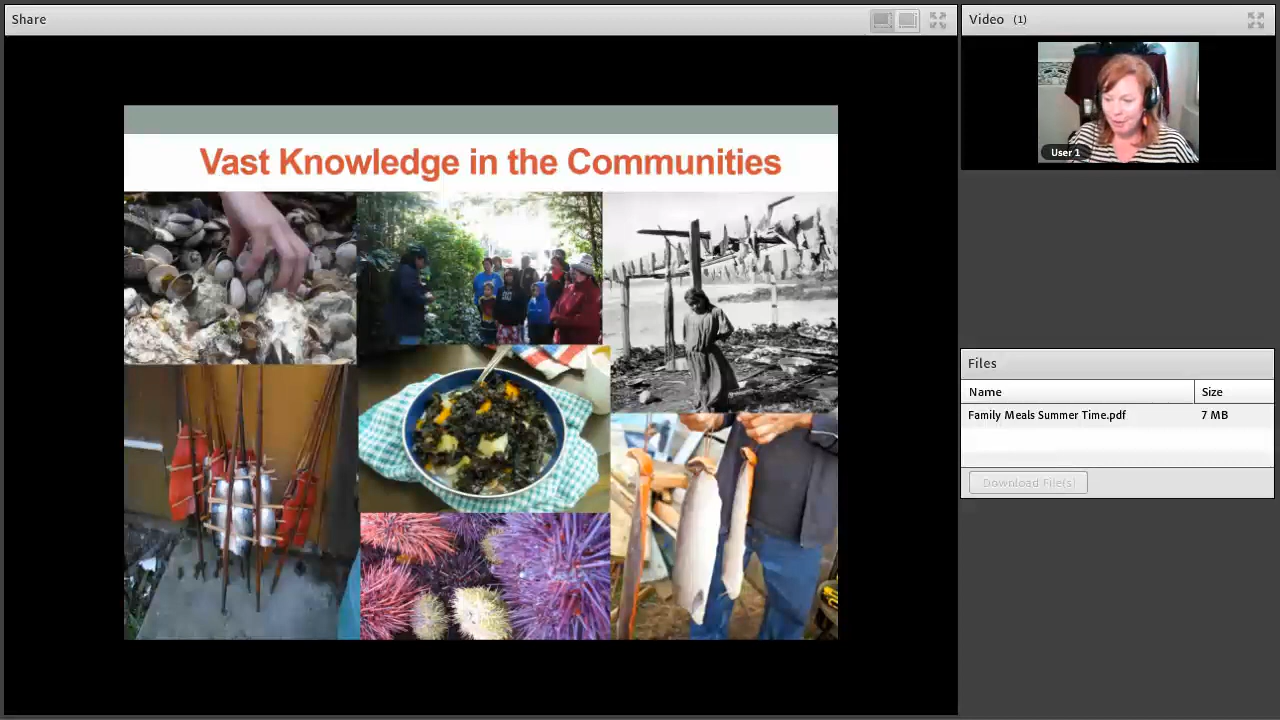 Share
Video (1)
User 1
Vast Knowledge in the Communities
Files
Name Size
Family Meals Summer Time.pdf 7 MB
Download File(s)